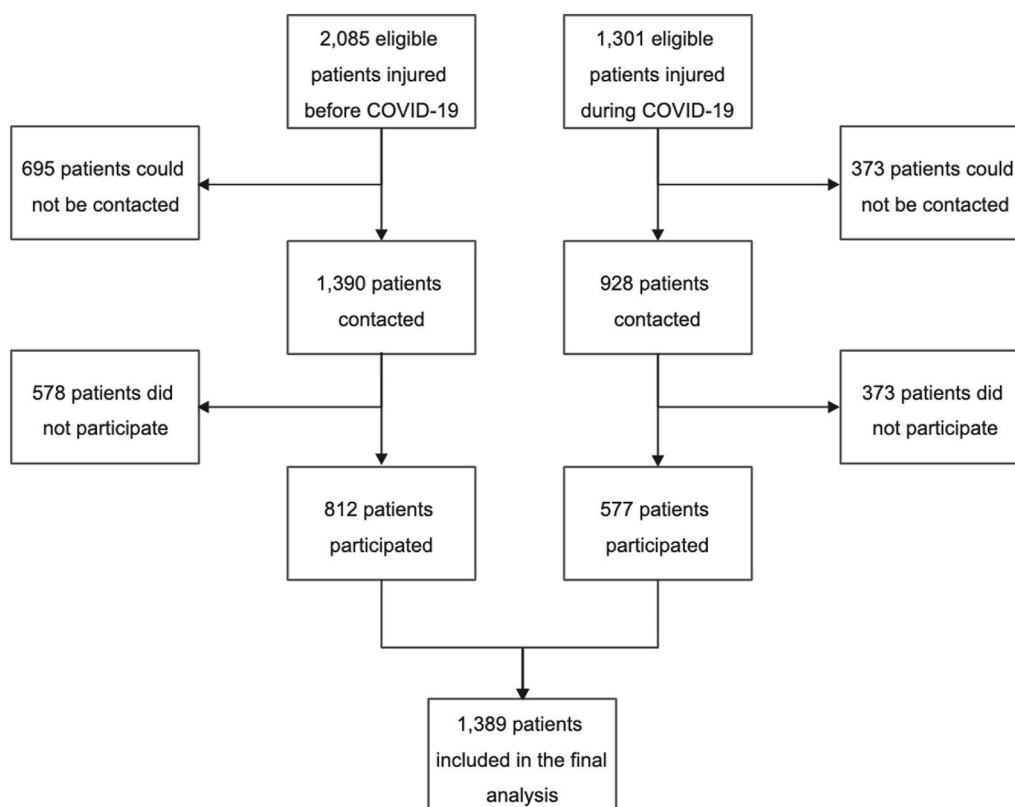 2,085 eligible
patients injured
before COVID-19
1,301 eligible
patients injured
during COVID-19
695 patients could
not be contacted
373 patients could
not be contacted
1,390 patients
contacted
928 patients
contacted
578 patients did
not participate
373 patients did
not participate
812 patients
participated
577 patients
participated
1,389 patients
included in the final
analysis